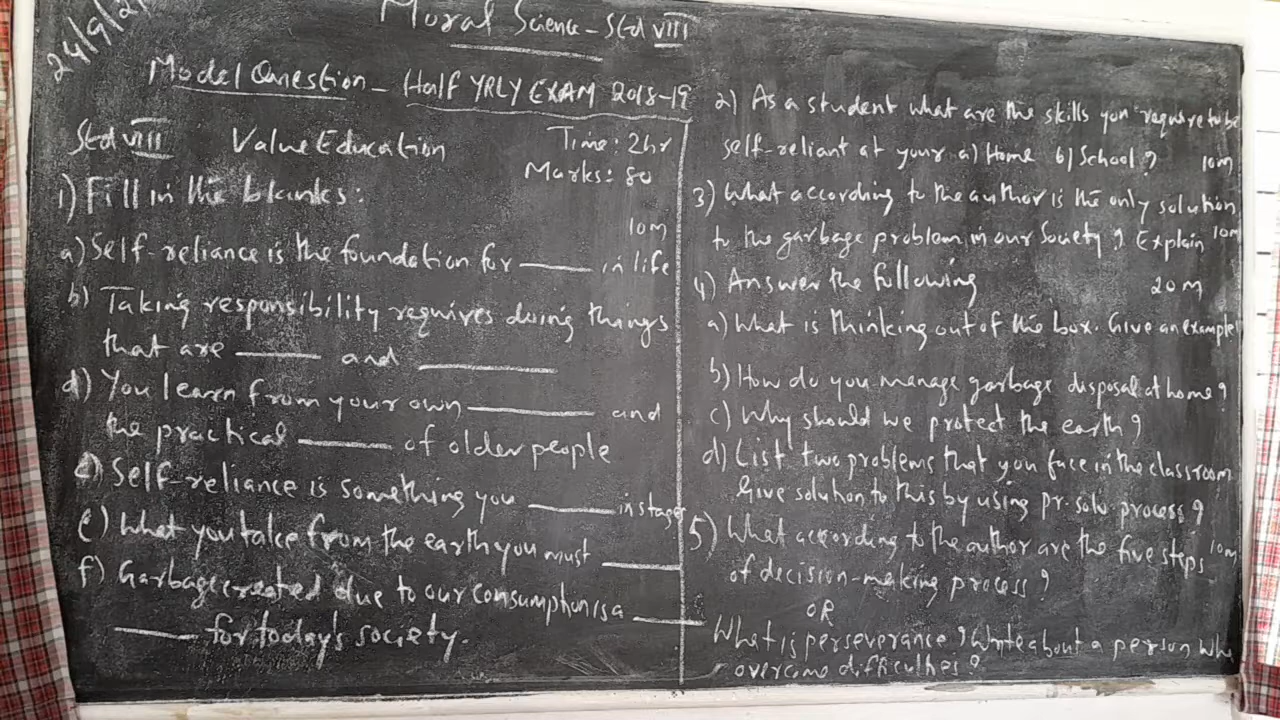 24/9/2
Moral Science - Std VIII
Model Question - Half YRLY EXAM 2018-19
Std VIII Value Education Time: 2hr
Marks: 80
1) Fill in the blanks:
10m
a) Self-reliance is the foundation for ______ in life
b) Taking responsibility requires doing things
that are ______ and ______
d) You learn from your own ______ and
the practical ______ of older people
Self-reliance is something you ______ in stages
e) What you take from the earth you must ______
f) Garbage created due to our consumption is a ______
______ for today's society.
2) As a student what are the skills you require to be
self-reliant at your a) Home b) School? 10m
3) What according to the author is the only solution
to the garbage problem in our Society? Explain 10m
4) Answer the following 20m
a) What is thinking out of the box. Give an example
b) How do you manage garbage disposal at home?
c) Why should we protect the earth?
d) List two problems that you face in the classroom
Give solution to this by using pr. solv. process?
5) What according to the author are the five steps 10m
of decision-making process?
OR
What is perseverance? Write about a person who
overcame difficulties?